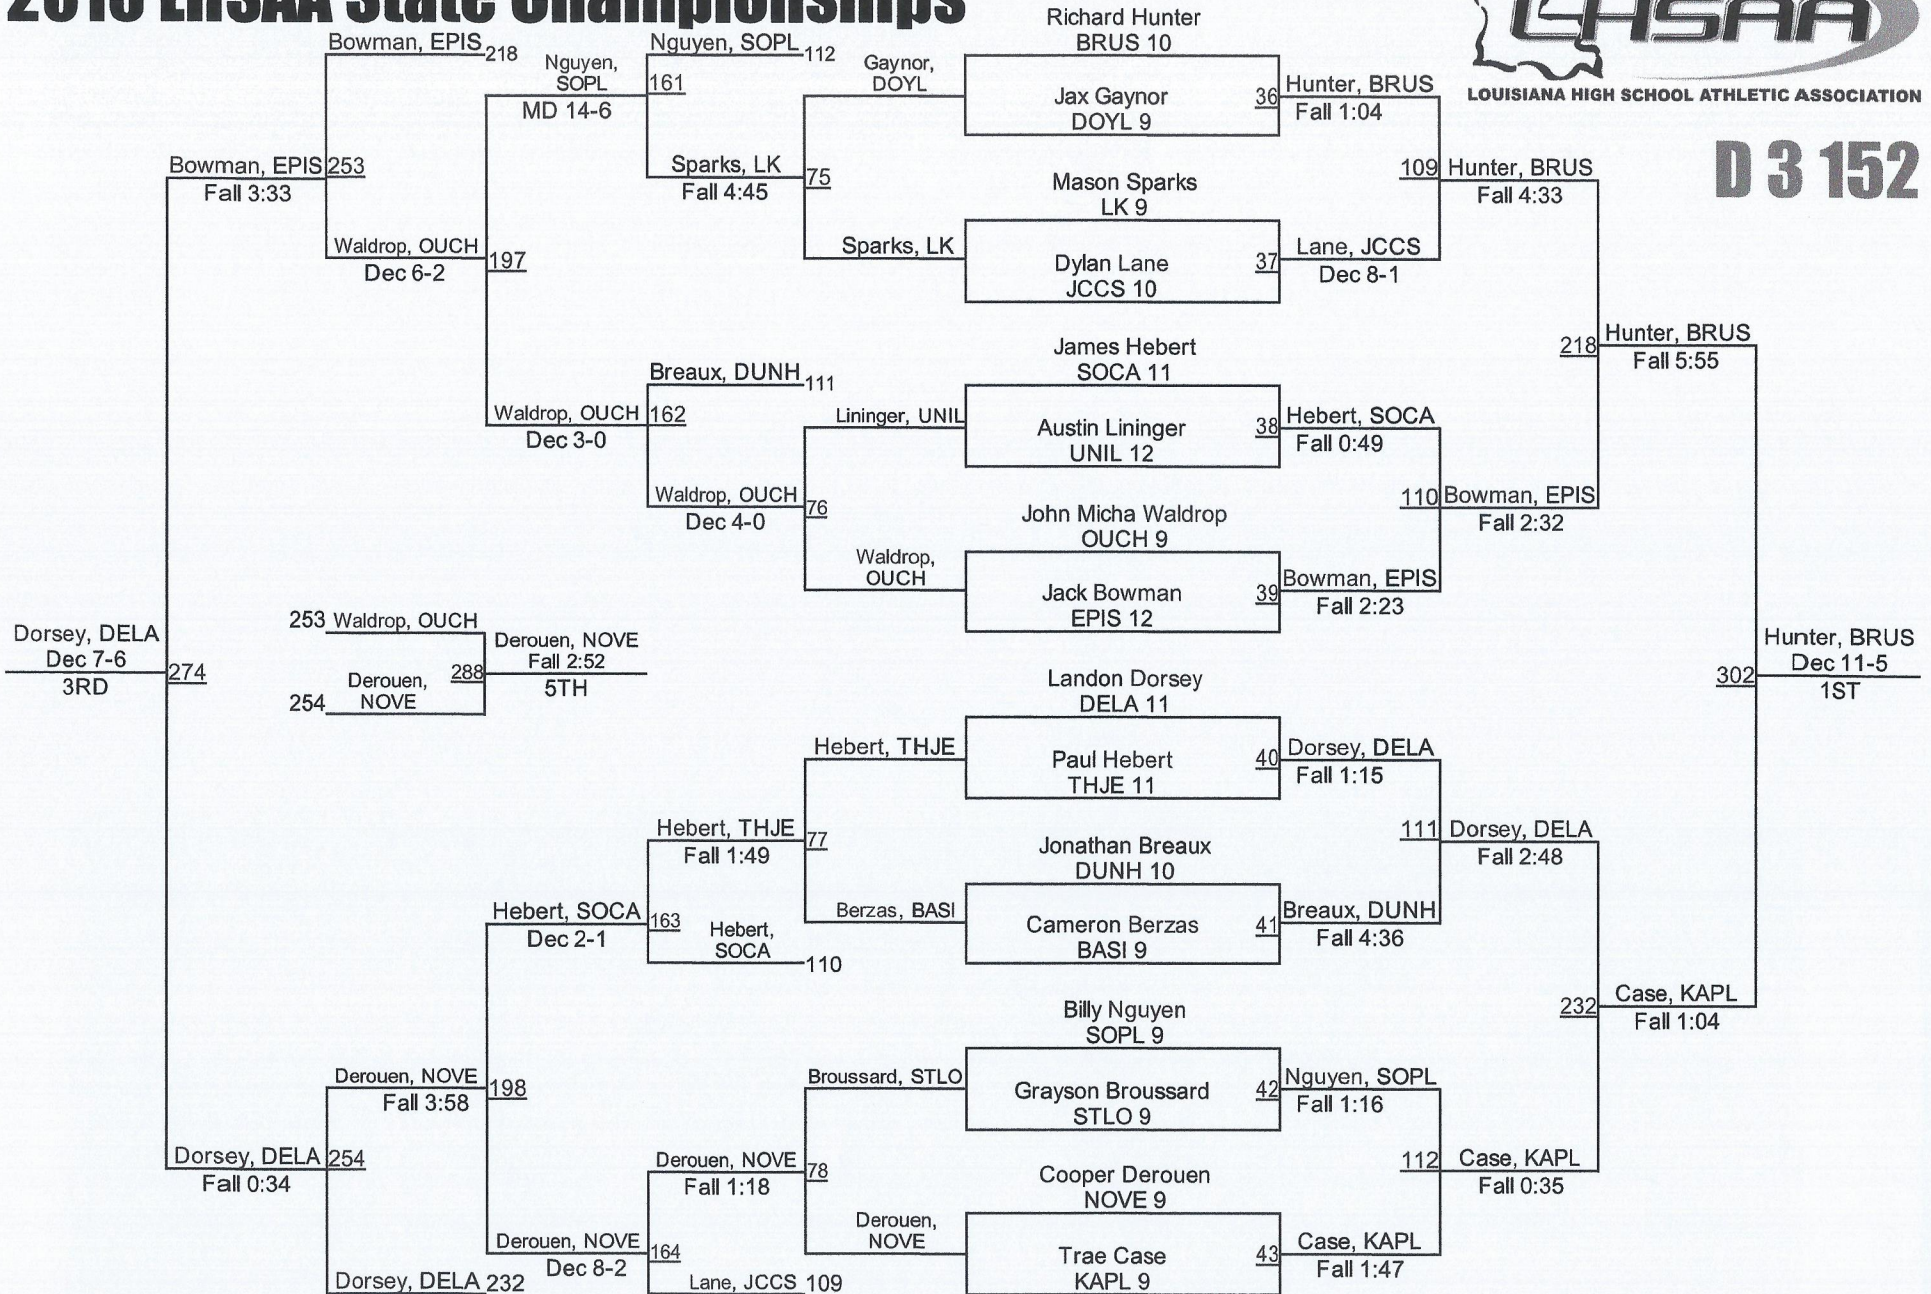 2018 LHSAA State Championships
LHSAA
LOUISIANA HIGH SCHOOL ATHLETIC ASSOCIATION
D 3 152
Richard Hunter
BRUS 10
Jax Gaynor
DOYL 9
36
Mason Sparks
LK 9
Dylan Lane
JCCS 10
37
James Hebert
SOCA 11
Austin Lininger
UNIL 12
38
John Micha Waldrop
OUCH 9
Jack Bowman
EPIS 12
39
Landon Dorsey
DELA 11
Paul Hebert
THJE 11
40
Jonathan Breaux
DUNH 10
Cameron Berzas
BASI 9
41
Billy Nguyen
SOPL 9
Grayson Broussard
STLO 9
42
Cooper Derouen
NOVE 9
Trae Case
KAPL 9
43
Hunter, BRUS
Fall 1:04
Lane, JCCS
Dec 8-1
Hebert, SOCA
Fall 0:49
Bowman, EPIS
Fall 2:23
Dorsey, DELA
Fall 1:15
Breaux, DUNH
Fall 4:36
Nguyen, SOPL
Fall 1:16
Case, KAPL
Fall 1:47
109
Hunter, BRUS
Fall 4:33
110
Bowman, EPIS
Fall 2:32
111
Dorsey, DELA
Fall 2:48
112
Case, KAPL
Fall 0:35
218
Hunter, BRUS
Fall 5:55
232
Case, KAPL
Fall 1:04
302
Hunter, BRUS
Dec 11-5
1ST
Gaynor,
DOYL
Sparks, LK
Lininger, UNIL
Waldrop,
OUCH
Hebert, THJE
Berzas, BASI
Broussard, STLO
Derouen,
NOVE
Nguyen, SOPL
112
Sparks, LK
Fall 4:45
75
Breaux, DUNH
111
Waldrop, OUCH
Dec 4-0
76
Hebert, THJE
Fall 1:49
77
Hebert,
SOCA
110
Derouen, NOVE
Fall 1:18
78
Lane, JCCS
109
Nguyen,
SOPL
MD 14-6
161
Waldrop, OUCH
Dec 3-0
162
Hebert, SOCA
Dec 2-1
163
Derouen, NOVE
Dec 8-2
164
Bowman, EPIS
218
Waldrop, OUCH
Dec 6-2
197
Derouen, NOVE
Fall 3:58
198
Dorsey, DELA
232
Bowman, EPIS
Fall 3:33
253
Dorsey, DELA
Fall 0:34
254
Dorsey, DELA
Dec 7-6
3RD
274
253
Waldrop, OUCH
254
Derouen,
NOVE
288
Derouen, NOVE
Fall 2:52
5TH